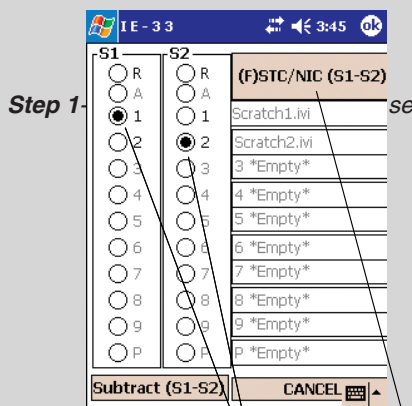 IE-33 3:45 ok
S1 S2
R R (F)STC/NIC (S1-S2)
A A
Step 1- 1 1 Scratch1.ivi se
2 2 Scratch2.ivi
3 3 3 *Empty*
4 4 4 *Empty*
5 5 5 *Empty*
6 6 6 *Empty*
7 7 7 *Empty*
8 8 8 *Empty*
9 9 9 *Empty*
P P P *Empty*
Subtract (S1-S2) CANCEL